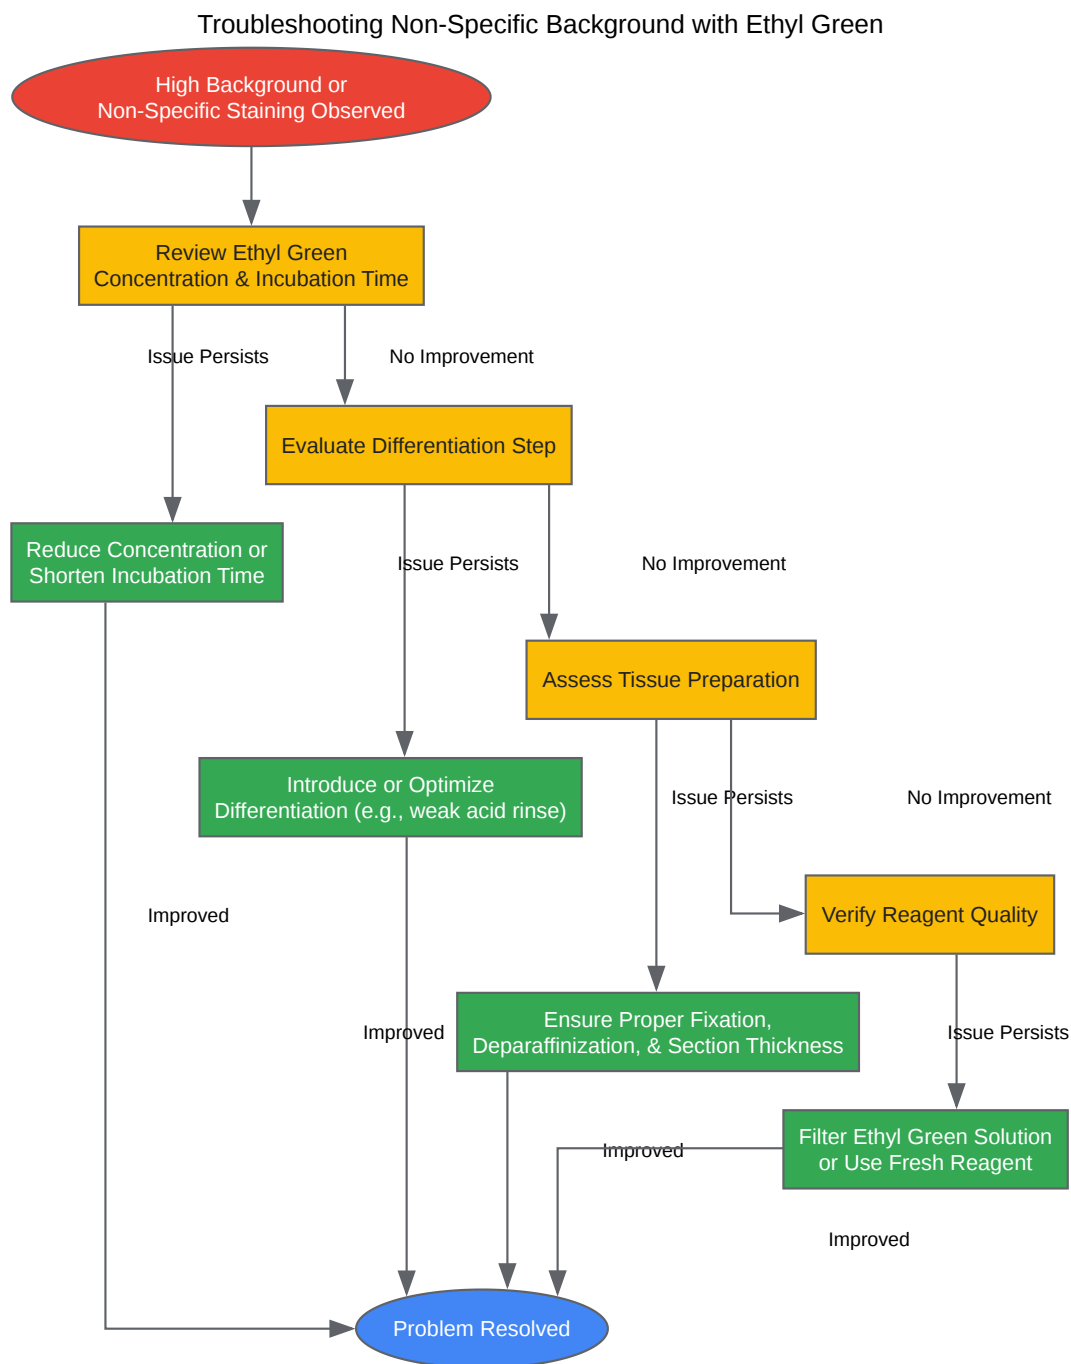 Troubleshooting Non-Specific Background with Ethyl Green
High Background or
Non-Specific Staining Observed
Review Ethyl Green
Concentration & Incubation Time
Issue Persists
No Improvement
Evaluate Differentiation Step
Reduce Concentration or
Shorten Incubation Time
Issue Persists
No Improvement
Assess Tissue Preparation
Introduce or Optimize
Differentiation (e.g., weak acid rinse)
Issue Persists
No Improvement
Improved
Verify Reagent Quality
Improved
Ensure Proper Fixation,
Deparaffinization, & Section Thickness
Issue Persists
Improved
Filter Ethyl Green Solution
or Use Fresh Reagent
Improved
Problem Resolved